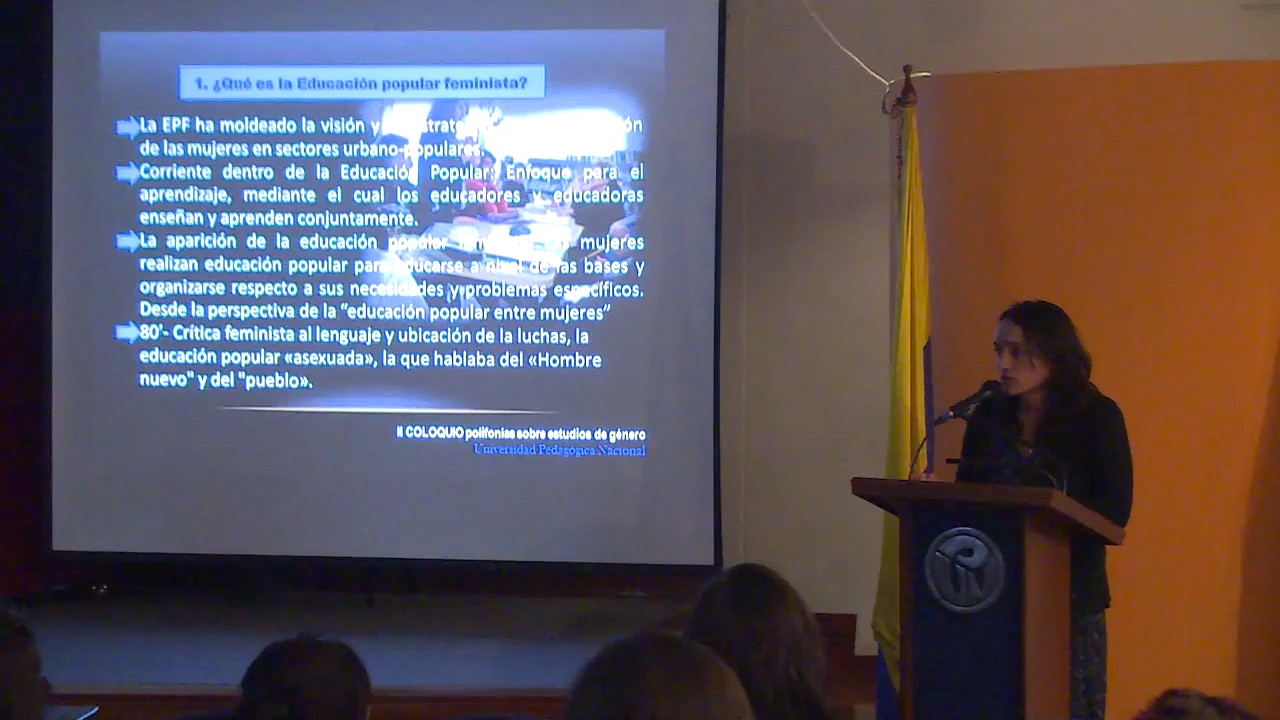 1. ¿Qué es la Educación popular feminista?
La EPF ha moldeado la visión y
de las mujeres en sectores urbano-populares.
Corriente dentro de la Educación Popular: Enfoque para el
aprendizaje, mediante el cual los educadores y educadoras
enseñan y aprenden conjuntamente.
La aparición de la educación popular mujeres
realizan educación popular para educarse a nivel de las bases y
organizarse respecto a sus necesidades y problemas específicos.
Desde la perspectiva de la "educación popular entre mujeres"
80'- Crítica feminista al lenguaje y ubicación de la luchas, la
educación popular «asexuada», la que hablaba del «Hombre
nuevo" y del "pueblo».
II COLOQUIO polifonías sobre estudios de género
Universidad Pedagógica Nacional